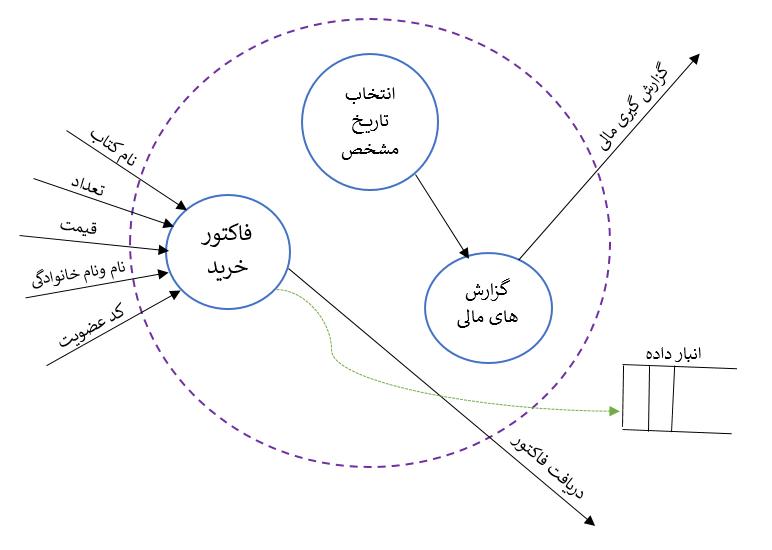 انتخاب
تاریخ
مشخص
گزارش گیری مالی
نام کتاب
تعداد
قیمت
نام ونام خانوادگی
کد عضویت
فاکتور
خرید
گزارش
های مالی
انبار داده
دریافت فاکتور